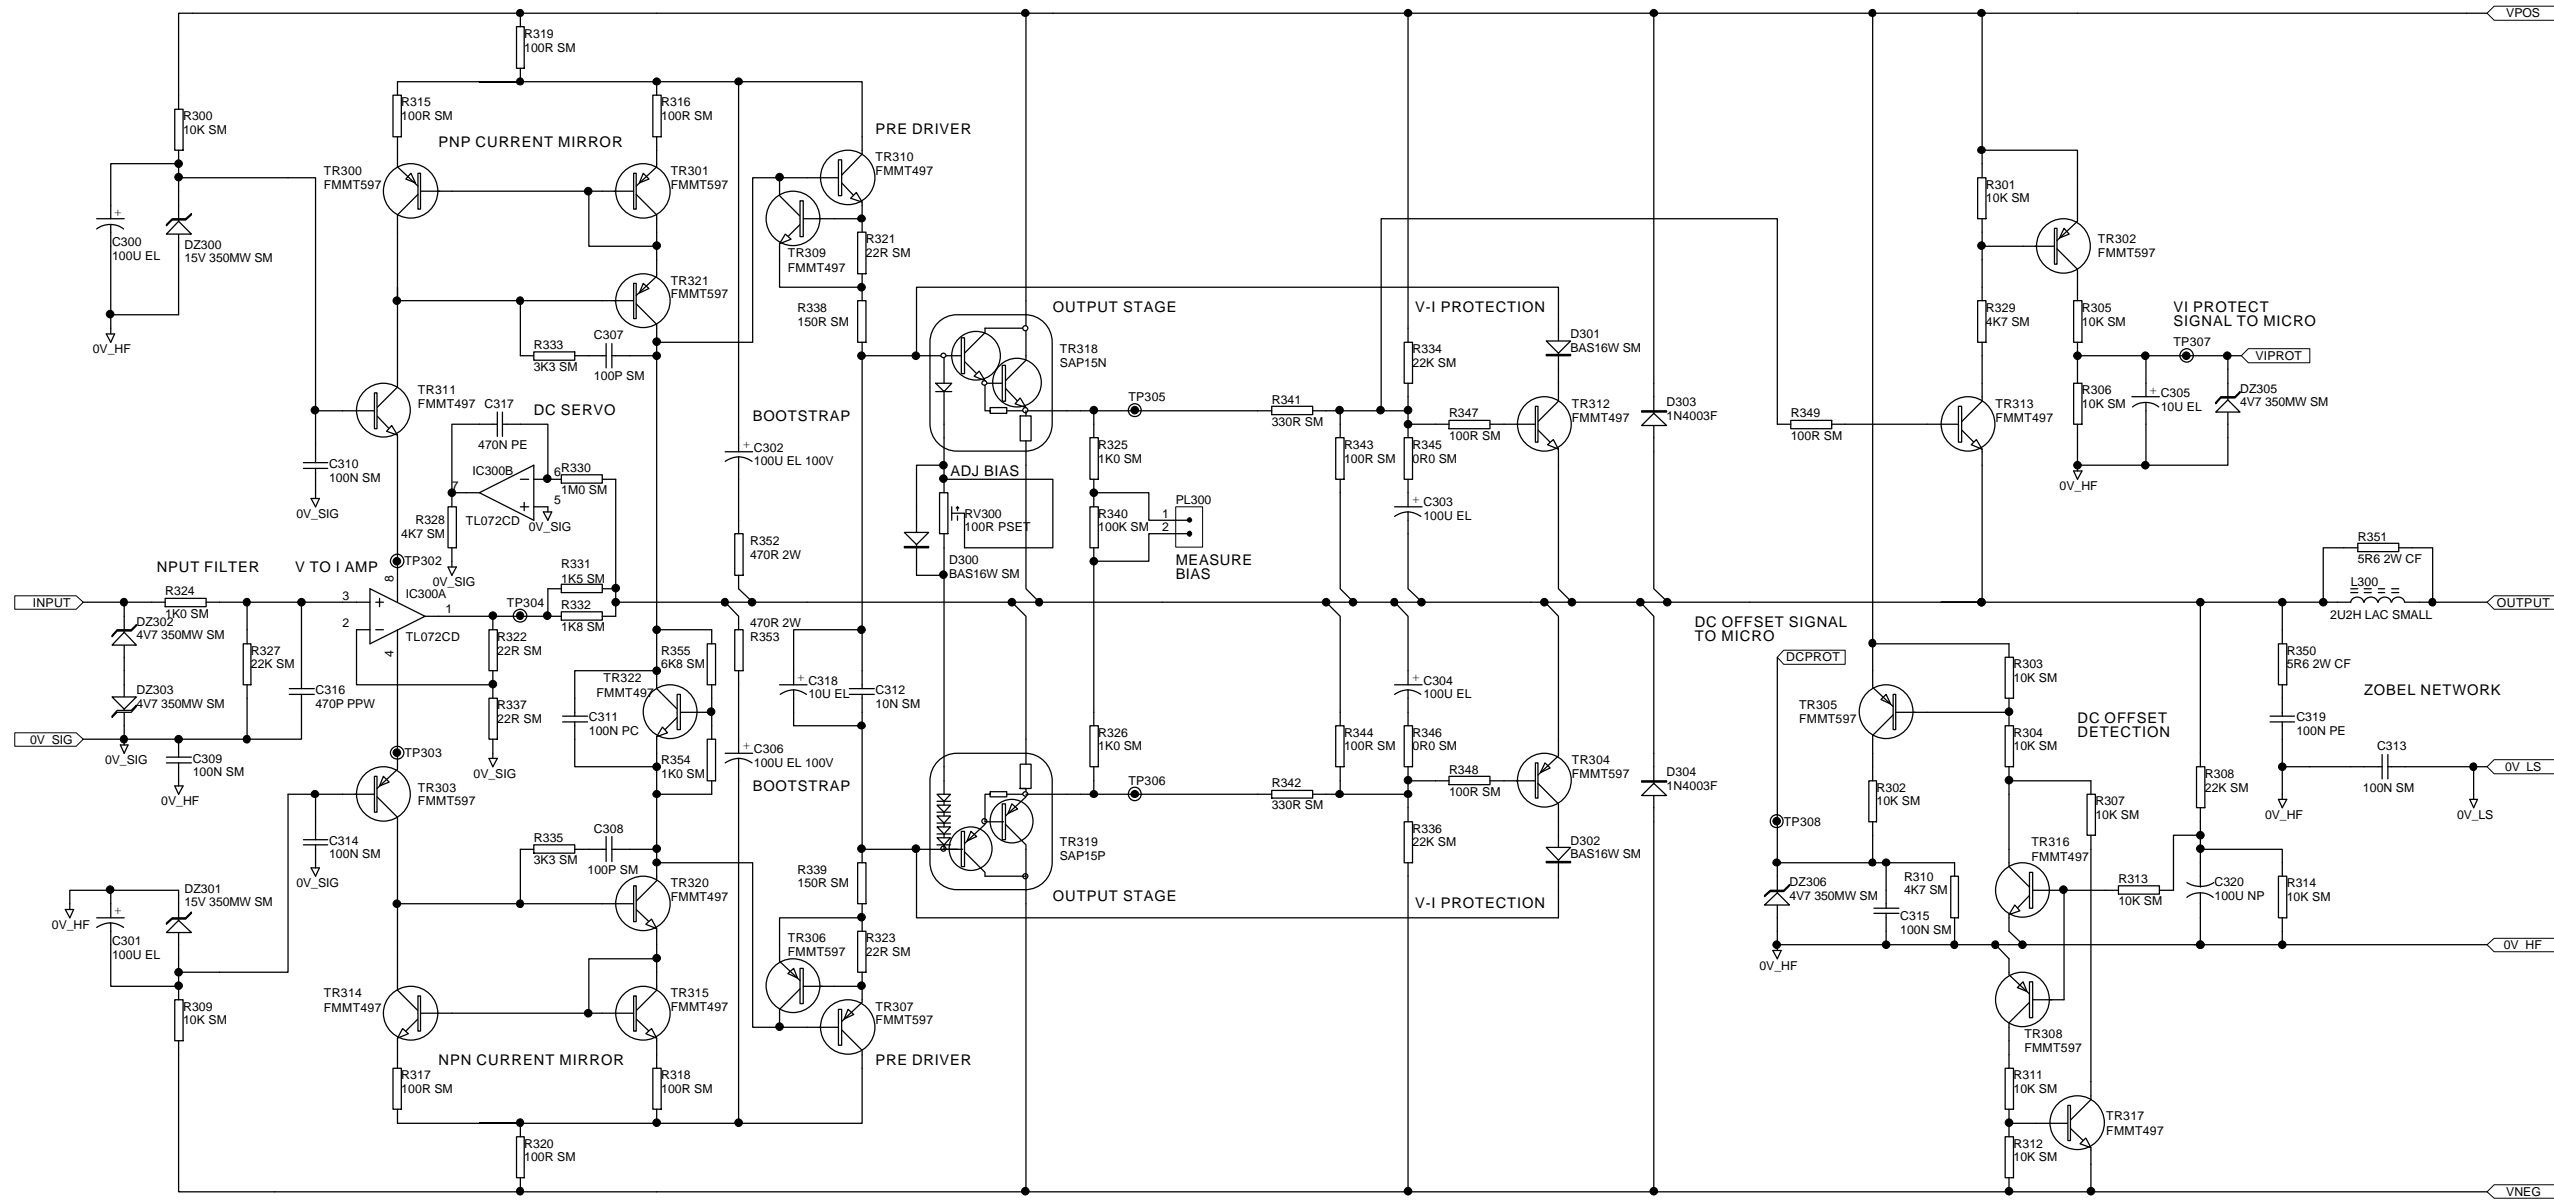 VPOS
R319
100R SM
R300
10K SM
R315
100R SM
R316
100R SM
PNP CURRENT MIRROR
PRE DRIVER
TR300
FMMT597
TR301
FMMT597
TR310
FMMT497
R301
10K SM
+
C300
100U EL
DZ300
15V 350MW SM
0V_HF
TR309
FMMT497
R321
22R SM
TR302
FMMT597
TR321
FMMT597
R338
150R SM
OUTPUT STAGE
V-I PROTECTION
R329
4K7 SM
R305
10K SM
VI PROTECT
SIGNAL TO MICRO
R333
3K3 SM
C307
100P SM
TR318
SAP15N
R334
22K SM
D301
BAS16W SM
TP307
VIPROT
TR311
FMMT497
C317
470N PE
DC SERVO
BOOTSTRAP
TP305
R341
330R SM
R347
100R SM
TR312
FMMT497
D303
1N4003F
R349
100R SM
TR313
FMMT497
R306
10K SM
+
C305
10U EL
DZ305
4V7 350MW SM
0V_HF
C310
100N SM
0V_SIG
IC300B
7
6
5
−
+
TL072CD
0V_SIG
R330
1M0 SM
+
C302
100U EL 100V
ADJ BIAS
R325
1K0 SM
R343
100R SM
R345
0R0 SM
R328
4K7 SM
0V_SIG
RV300
100R PSET
R340
100K SM
PL300
1
2
MEASURE
BIAS
+
C303
100U EL
R352
470R 2W
D300
BAS16W SM
R351
5R6 2W CF
L300
2U2H LAC SMALL
OUTPUT
NPUT FILTER
V TO I AMP
TP302
8
R331
1K5 SM
INPUT
R324
1K0 SM
3
2
+
−
IC300A
1
4
TL072CD
TP304
R332
1K8 SM
DZ302
4V7 350MW SM
R327
22K SM
R322
22R SM
470R 2W
R353
DC OFFSET SIGNAL
TO MICRO
DCPROT
R303
10K SM
R350
5R6 2W CF
DZ303
4V7 350MW SM
C316
470P PPW
R337
22R SM
0V_SIG
R355
6K8 SM
TR322
FMMT497
C311
100N PC
R354
1K0 SM
+
C318
10U EL
C312
10N SM
+
C304
100U EL
TR305
FMMT597
R304
10K SM
DC OFFSET
DETECTION
ZOBEL NETWORK
C319
100N PE
0V_SIG
0V_SIG
C309
100N SM
0V_HF
TP303
TR303
FMMT597
+
C306
100U EL 100V
BOOTSTRAP
R326
1K0 SM
R344
100R SM
R346
0R0 SM
TR304
FMMT597
D304
1N4003F
C313
100N SM
0V_LS
0V_HF
0V_LS
TP306
R342
330R SM
R348
100R SM
R302
10K SM
R307
10K SM
R308
22K SM
C314
100N SM
0V_SIG
R335
3K3 SM
C308
100P SM
TR319
SAP15P
R336
22K SM
D302
BAS16W SM
TP308
TR316
FMMT497
R339
150R SM
DZ301
15V 350MW SM
0V_HF
+
C301
100U EL
TR320
FMMT497
OUTPUT STAGE
V-I PROTECTION
DZ306
4V7 350MW SM
0V_HF
C315
100N SM
R310
4K7 SM
R313
10K SM
C320
100U NP
R314
10K SM
0V_HF
TR306
FMMT597
R323
22R SM
R309
10K SM
TR314
FMMT497
TR315
FMMT497
TR307
FMMT597
TR308
FMMT597
NPN CURRENT MIRROR
PRE DRIVER
R317
100R SM
R318
100R SM
R311
10K SM
TR317
FMMT497
R320
100R SM
R312
10K SM
VNEG